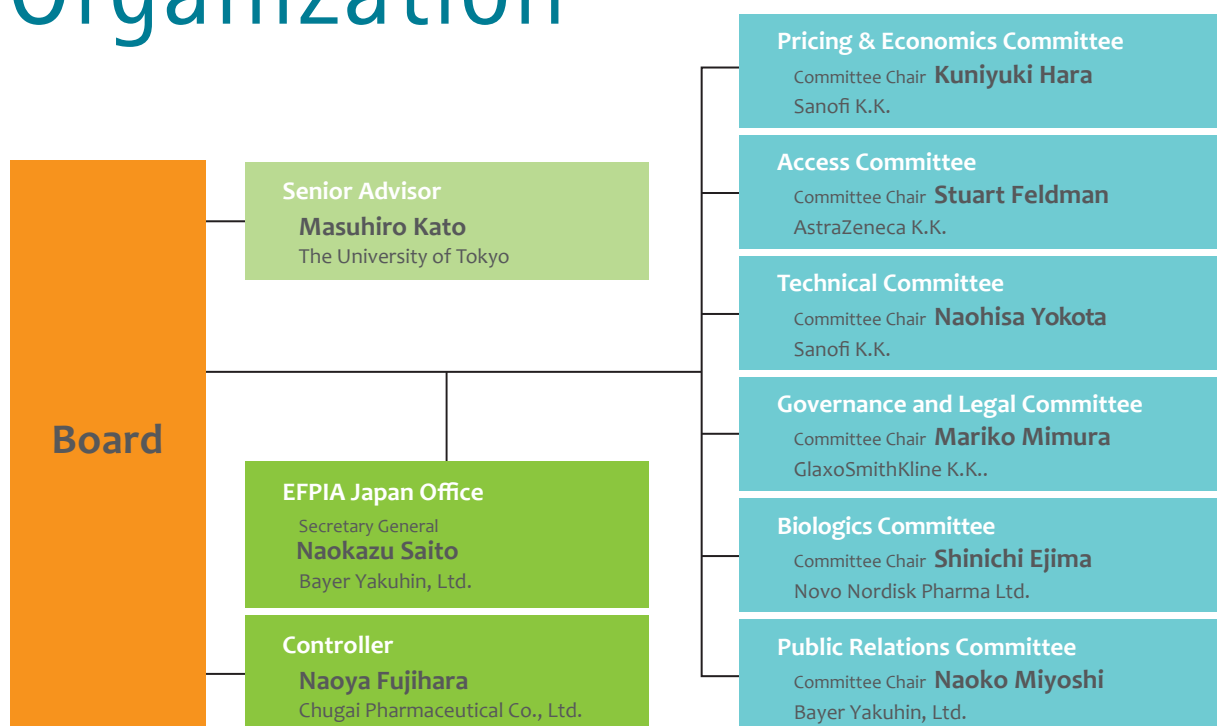 Organization
Board
Senior Advisor
Masuhiro Kato
The University of Tokyo
EFPIA Japan Office
Secretary General
Naokazu Saito
Bayer Yakuhin, Ltd.
Controller
Naoya Fujihara
Chugai Pharmaceutical Co., Ltd.
Pricing & Economics Committee
Committee Chair Kuniyuki Hara
Sanofi K.K.
Access Committee
Committee Chair Stuart Feldman
AstraZeneca K.K.
Technical Committee
Committee Chair Naohisa Yokota
Sanofi K.K.
Governance and Legal Committee
Committee Chair Mariko Mimura
GlaxoSmithKline K.K..
Biologics Committee
Committee Chair Shinichi Ejima
Novo Nordisk Pharma Ltd.
Public Relations Committee
Committee Chair Naoko Miyoshi
Bayer Yakuhin, Ltd.